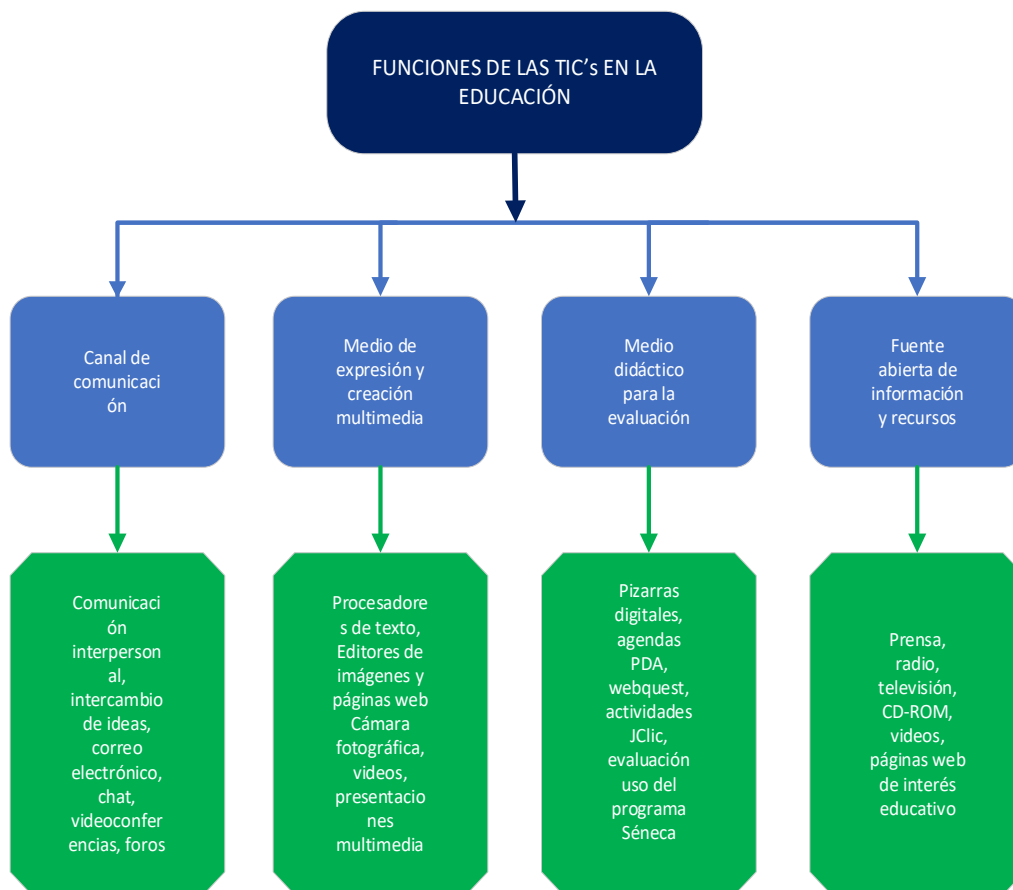 FUNCIONES DE LAS TIC's EN LA
EDUCACIÓN
Canal de
comunicaci
ón
Medio de
expresión y
creación
multimedia
Medio
didáctico
para la
evaluación
Fuente
abierta de
información
y recursos
Comunicaci
ón
interperson
al,
intercambio
de ideas,
correo
electrónico,
chat,
videoconfer
encias, foros
Procesadore
s de texto,
Editores de
imágenes y
páginas web
Cámara
fotográfica,
videos,
presentacio
nes
multimedia
Pizarras
digitales,
agendas
PDA,
webquest,
actividades
JClic,
evaluación
uso del
programa
Séneca
Prensa,
radio,
televisión,
CD-ROM,
videos,
páginas web
de interés
educativo